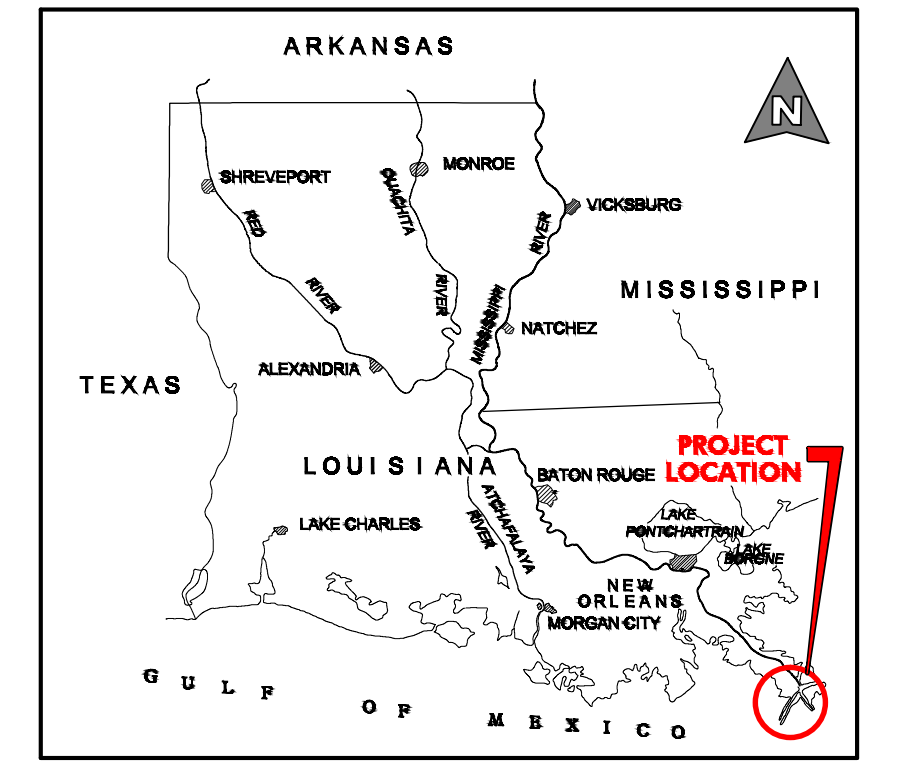 ARKANSAS
N
MONROE
SHREVEPORT
OUACHITA
VICKSBURG
RED
RIVER
RIVER
RIVER
MISSISSIPPI
MISSISSIPPI
NATCHEZ
ALEXANDRIA
TEXAS
PROJECT
LOCATION
LOUISIANA
BATON ROUGE
ATCHAFALAYA
RIVER
LAKE
PONTCHARTRAIN
LAKE CHARLES
LAKE
BORGNE
NEW
ORLEANS
MORGAN CITY
GULF OF MEXICO